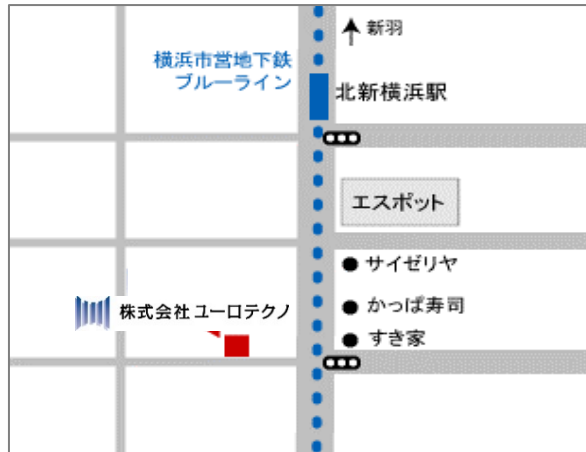 新羽
横浜市営地下鉄
ブルーライン
北新横浜駅
エスポット
サイゼリヤ
株式会社 ユーロテクノ
かっぱ寿司
すき家